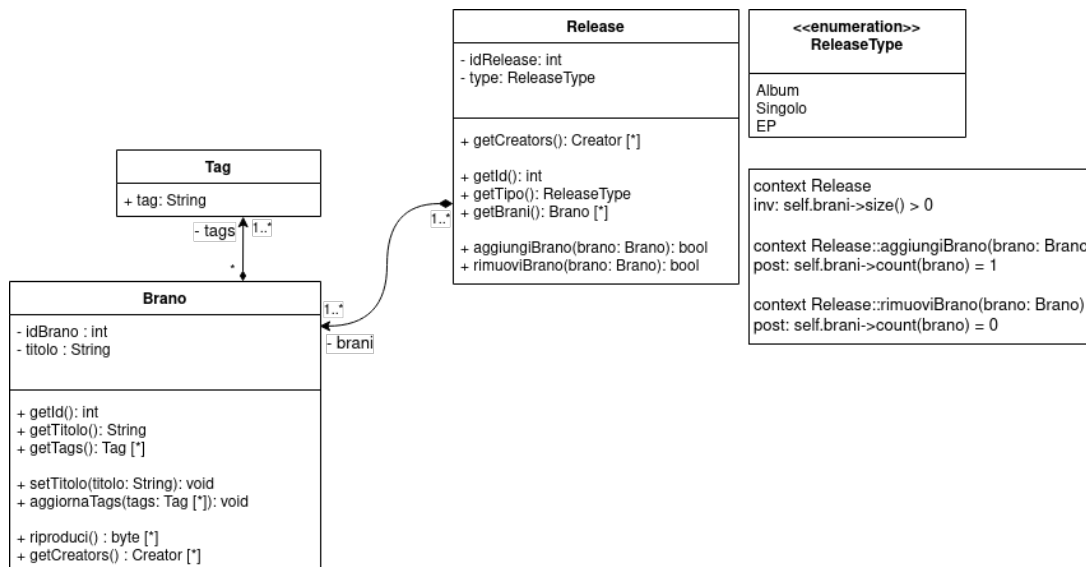 Release
- idRelease: int
- type: ReleaseType
+ getCreators(): Creator [*]
+ getId(): int
+ getTipo(): ReleaseType
+ getBrani(): Brano [*]
+ aggiungiBrano(brano: Brano): bool
+ rimuoviBrano(brano: Brano): bool
<<enumeration>>
ReleaseType
Album
Singolo
EP
Tag
+ tag: String
- tags
1..*
*
1..*
1..*
- brani
context Release
inv: self.brani->size() > 0
context Release::aggiungiBrano(brano: Brano
post: self.brani->count(brano) = 1
context Release::rimuoviBrano(brano: Brano)
post: self.brani->count(brano) = 0
Brano
- idBrano : int
- titolo : String
+ getId(): int
+ getTitolo(): String
+ getTags(): Tag [*]
+ setTitolo(titolo: String): void
+ aggiornaTags(tags: Tag [*]): void
+ riproduci() : byte [*]
+ getCreators() : Creator [*]